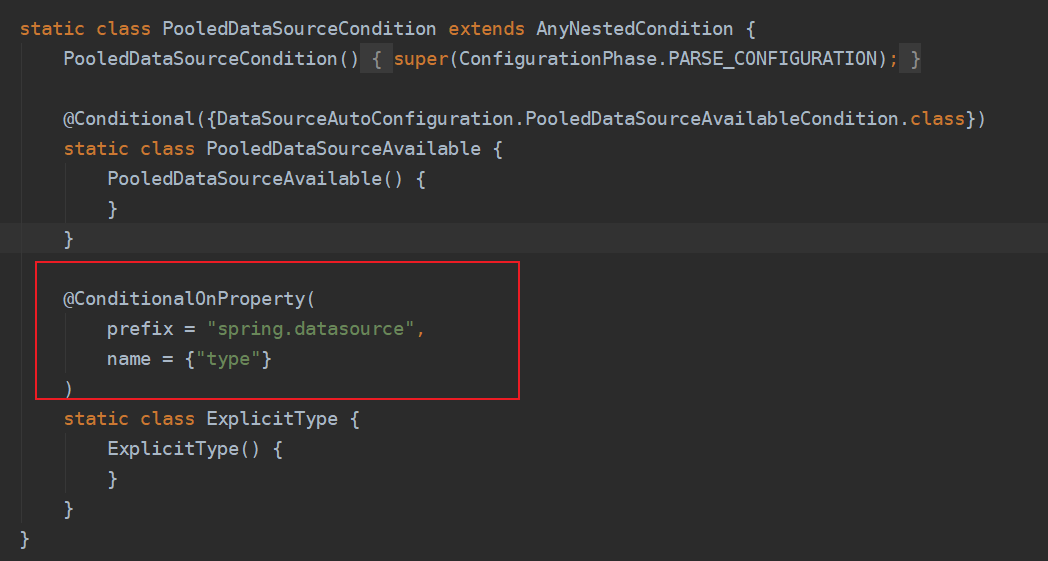 static class PooledDataSourceCondition extends AnyNestedCondition {
PooledDataSourceCondition() { super(ConfigurationPhase.PARSE_CONFIGURATION); }
@Conditional({DataSourceAutoConfiguration.PooledDataSourceAvailableCondition.class})
static class PooledDataSourceAvailable {
PooledDataSourceAvailable() {
}
}
@ConditionalOnProperty(
prefix = "spring.datasource",
name = {"type"}
)
static class ExplicitType {
ExplicitType() {
}
}
}